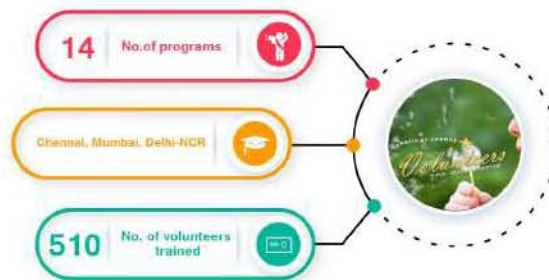 14 No.of programs
Chennai, Mumbai, Delhi-NCR
510 No. of volunteers
trained
Volunteers